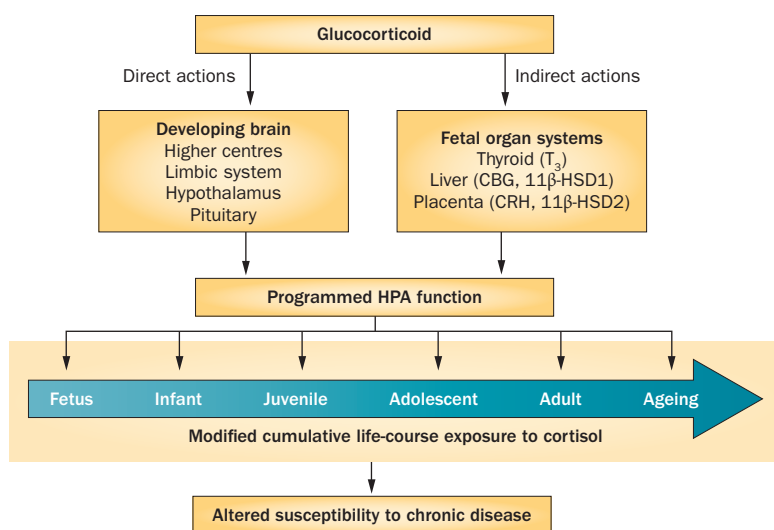 Glucocorticoid
Direct actions
Indirect actions
Developing brain
Higher centres
Limbic system
Hypothalamus
Pituitary
Fetal organ systems
Thyroid (T₃)
Liver (CBG, 11β-HSD1)
Placenta (CRH, 11β-HSD2)
Programmed HPA function
Fetus Infant Juvenile Adolescent Adult Ageing
Modified cumulative life-course exposure to cortisol
Altered susceptibility to chronic disease